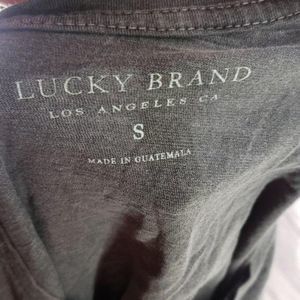 LUCKY BRAND
LOS ANGELES CA
S
MADE IN GUATEMALA